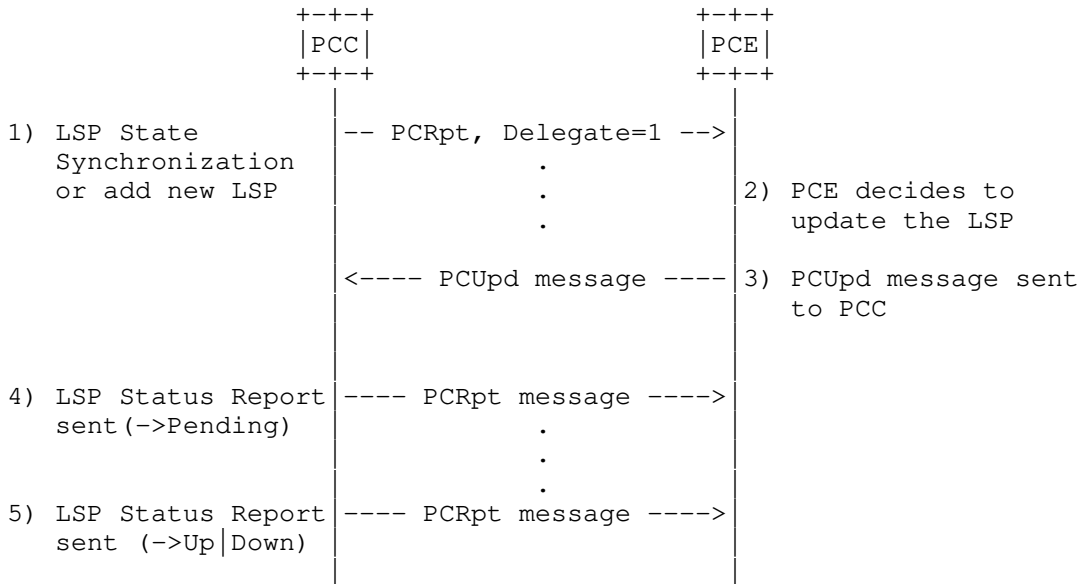 +-+-+                    +-+-+
|PCC|                    |PCE|
+-+-+                    +-+-+
1) LSP State |-- PCRpt, Delegate=1 -->|
Synchronization | . |
or add new LSP | . |2) PCE decides to
| . | update the LSP
|<---- PCUpd message ----|3) PCUpd message sent
| | to PCC
4) LSP Status Report|---- PCRpt message ---->|
sent(->Pending) | . |
| . |
| . |
5) LSP Status Report|---- PCRpt message ---->|
sent (->Up|Down) | |